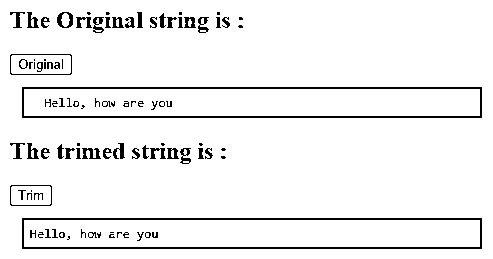 The Original string is :
Original
Hello, how are you
The trimed string is :
Trim
Hello, how are you